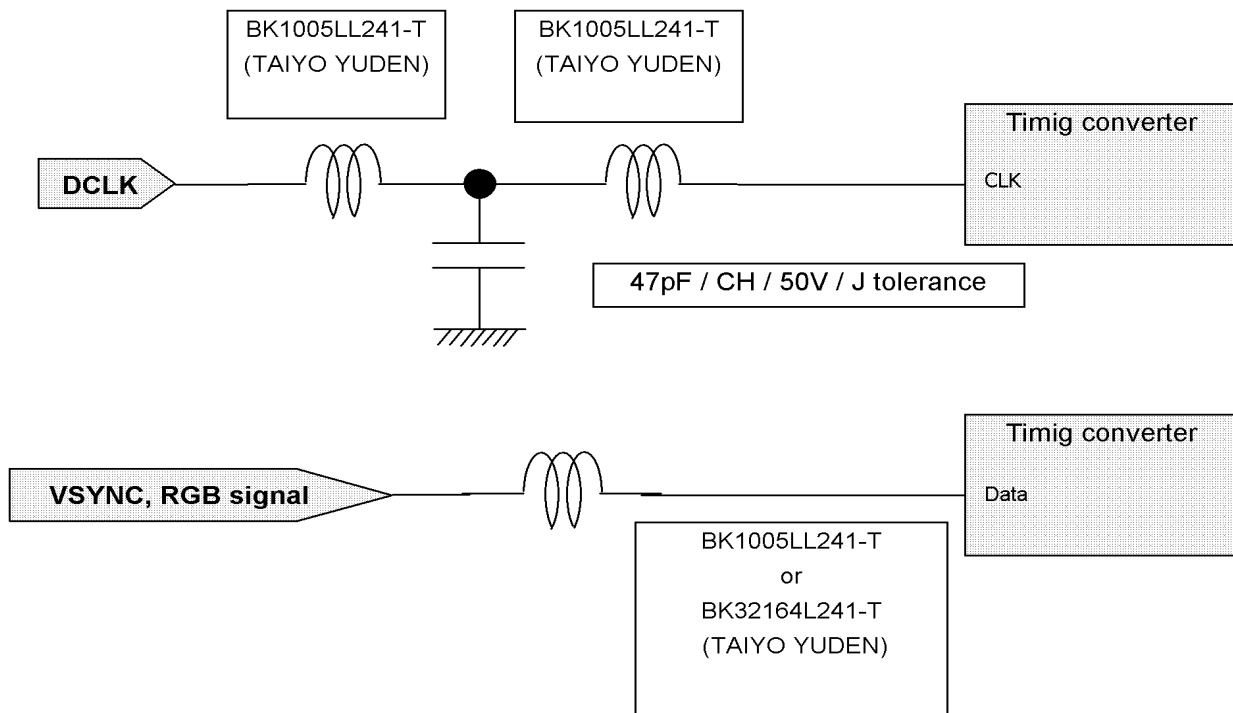 BK1005LL241-T
(TAIYO YUDEN)
BK1005LL241-T
(TAIYO YUDEN)
Timig converter
DCLK
CLK
47pF / CH / 50V / J tolerance
Timig converter
VSYNC, RGB signal
Data
BK1005LL241-T
or
BK32164L241-T
(TAIYO YUDEN)